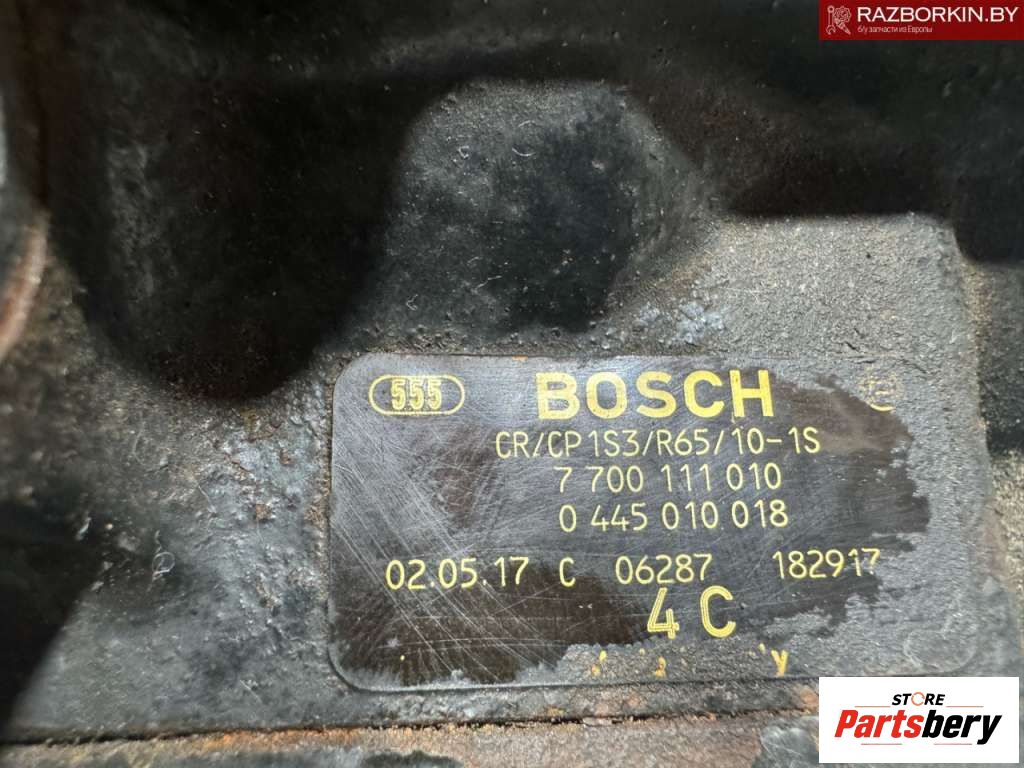 RAZBORKIN.BY
б/у запчасти из Европы
555 BOSCH
CR/CP1S3/R65/10-1S
7 700 111 010
0 445 010 018
02.05.17 C 06287 182917
4C
STORE
Partsbery